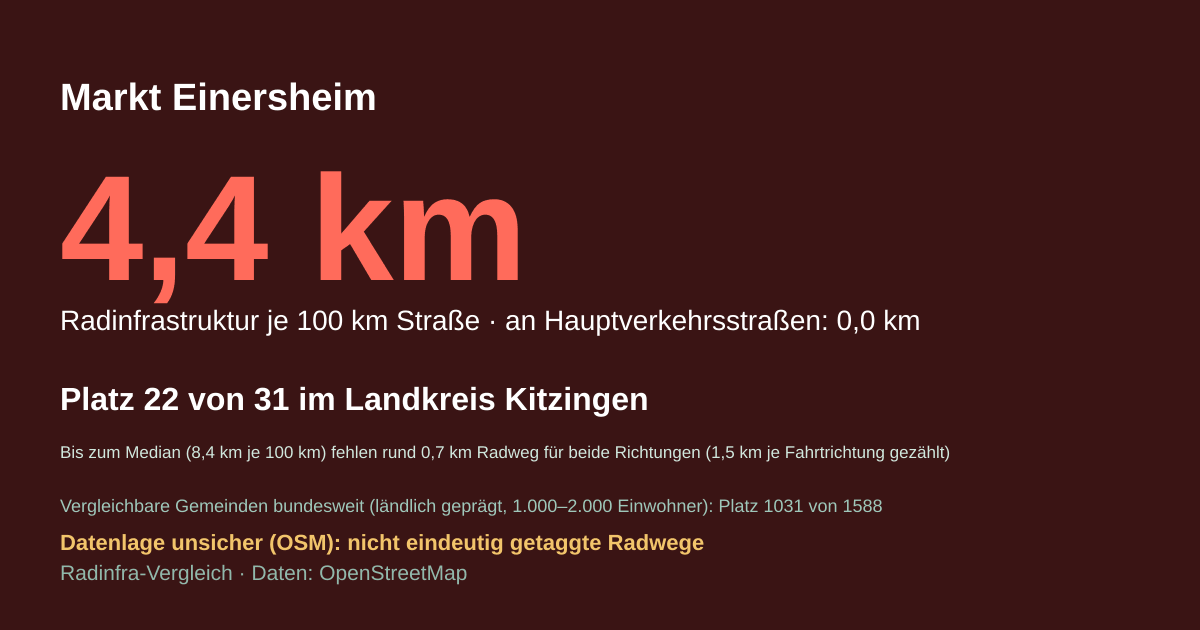 Markt Einersheim
4,4 km
Radinfrastruktur je 100 km Straße · an Hauptverkehrsstraßen: 0,0 km
Platz 22 von 31 im Landkreis Kitzingen
Bis zum Median (8,4 km je 100 km) fehlen rund 0,7 km Radweg für beide Richtungen (1,5 km je Fahrtrichtung gezählt)
Vergleichbare Gemeinden bundesweit (ländlich geprägt, 1.000–2.000 Einwohner): Platz 1031 von 1588
Datenlage unsicher (OSM): nicht eindeutig getaggte Radwege
Radinfra-Vergleich · Daten: OpenStreetMap